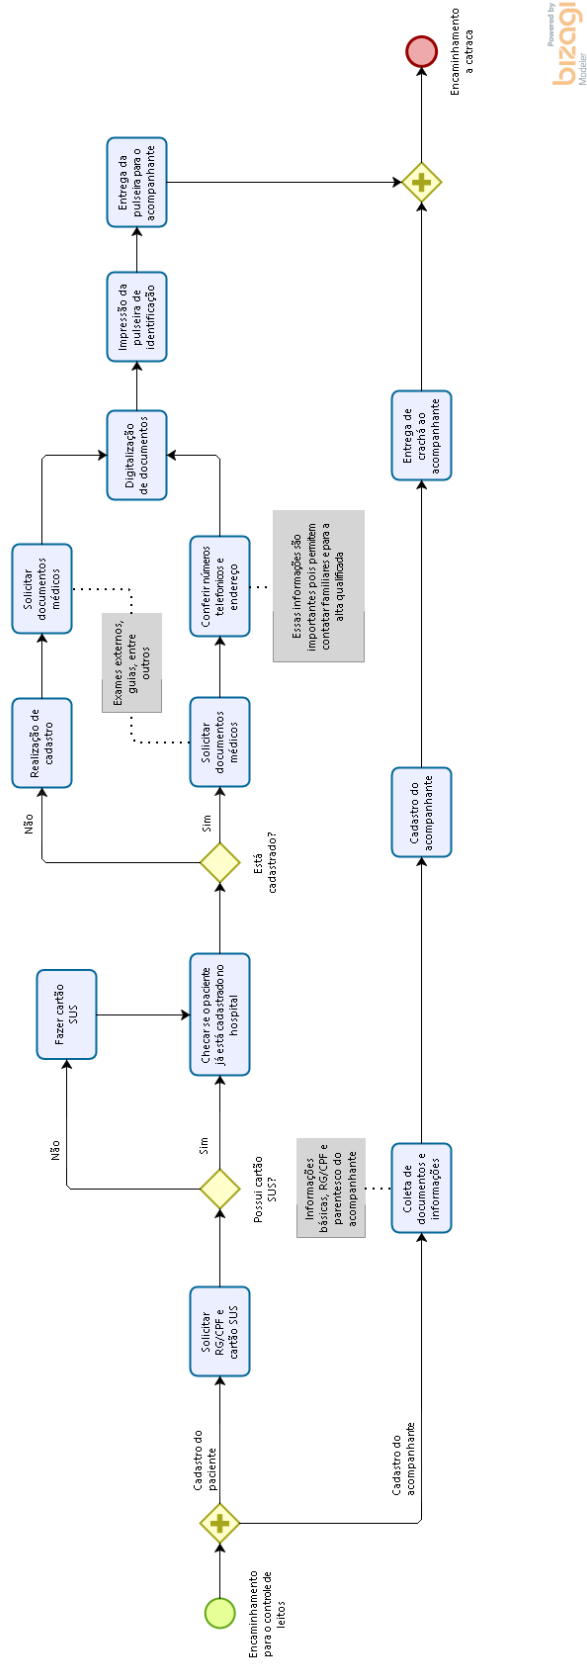 Encaminhamento
para o controle de
leitos
Cadastro do
paciente
Solicitar
RG/CPF e
cartão SUS
Possui cartão
SUS?
Não
Sim
Fazer cartão
SUS
Checar se o paciente
já está cadastrado no
hospital
Está
cadastrado?
Não
Sim
Realização de
cadastro
Solicitar
documentos
médicos
Exames externos,
guias, entre
outros
Solicitar
documentos
médicos
Conferir números
telefonicos e
endereço
Essas informações são
importantes pois permitem
contatar familiares e para a
alta qualificada
Digitalização
de documentos
Impressão da
pulseira de
identificação
Entrega da
pulseira para o
acompanhante
Cadastro do
acompanhante
Informações
básicas, RG/CPF e
parentesco do
acompanhante
Coleta de
documentos e
informações
Cadastro do
acompanhante
Entrega de
crachá ao
acompanhante
Encaminhamento
a catraca
Powered by
bizagi
Modeler